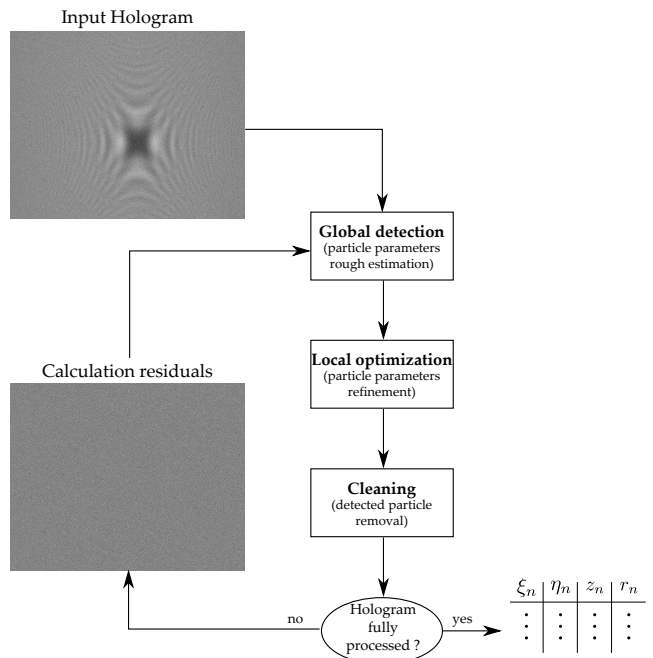 Input Hologram
Global detection
(particle parameters
rough estimation)
Local optimization
(particle parameters
refinement)
Calculation residuals
Cleaning
(detected particle
removal)
Hologram
fully
processed ?
no
yes
ξn ηn zn rn
⋮ ⋮ ⋮ ⋮